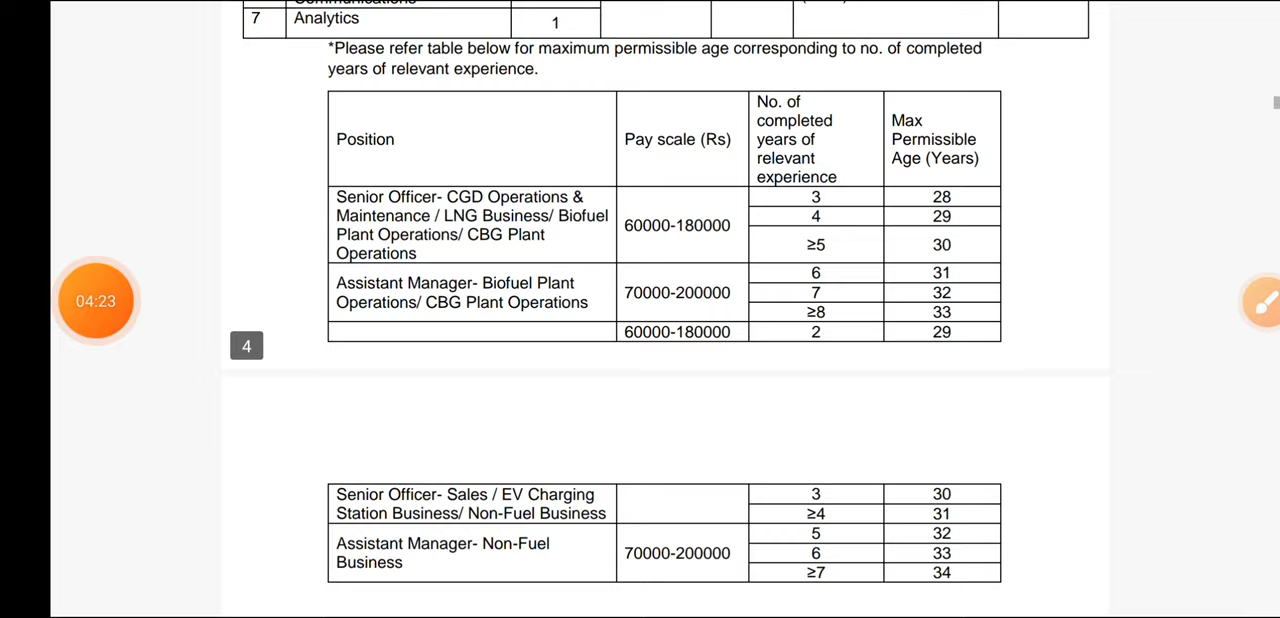 Communications
7 Analytics 1
*Please refer table below for maximum permissible age corresponding to no. of completed
years of relevant experience.
Position Pay scale (Rs) No. of completed years of relevant experience Max Permissible Age (Years)
Senior Officer- CGD Operations & 3 28
Maintenance / LNG Business/ Biofuel 60000-180000 4 29
Plant Operations/ CBG Plant ≥5 30
Operations
Assistant Manager- Biofuel Plant 6 31
Operations/ CBG Plant Operations 70000-200000 7 32
≥8 33
60000-180000 2 29
04:23
4
Senior Officer- Sales / EV Charging 3 30
Station Business/ Non-Fuel Business ≥4 31
Assistant Manager- Non-Fuel 5 32
Business 70000-200000 6 33
≥7 34